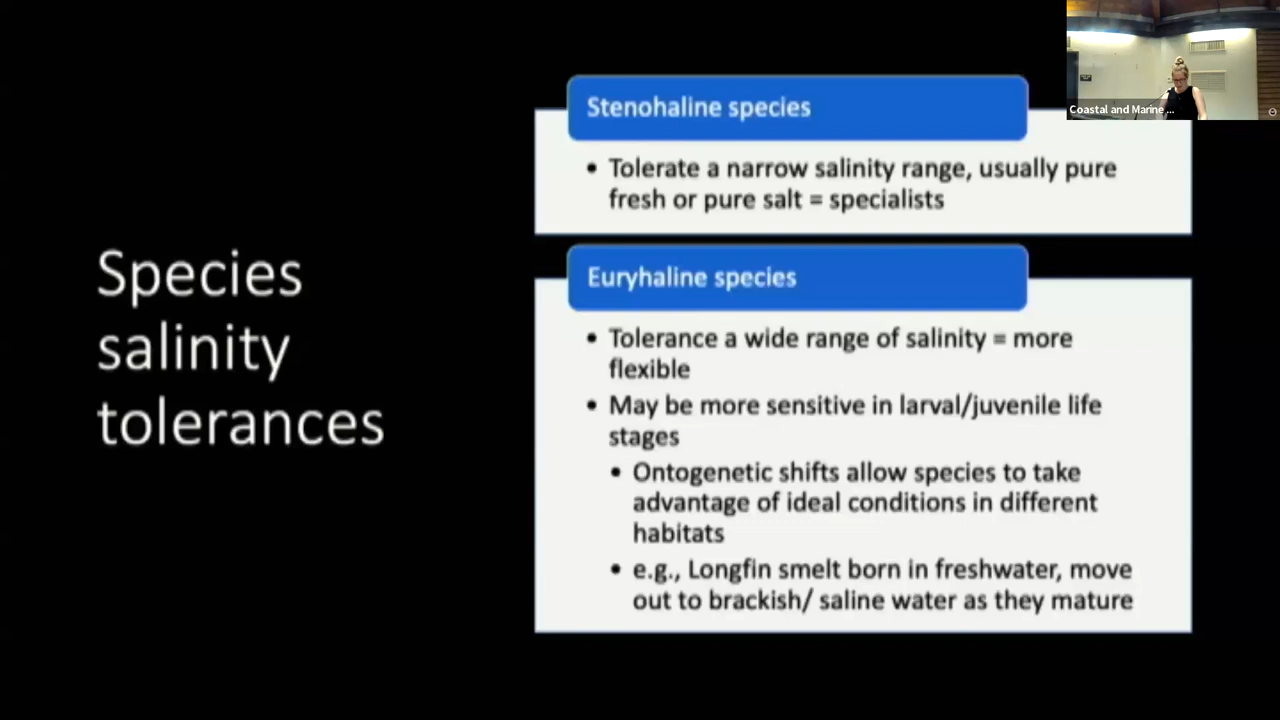 Species
salinity
tolerances
Stenohaline species
• Tolerate a narrow salinity range, usually pure
fresh or pure salt = specialists
Euryhaline species
• Tolerance a wide range of salinity = more
flexible
• May be more sensitive in larval/juvenile life
stages
• Ontogenetic shifts allow species to take
advantage of ideal conditions in different
habitats
• e.g., Longfin smelt born in freshwater, move
out to brackish/ saline water as they mature
Coastal and Marine ...